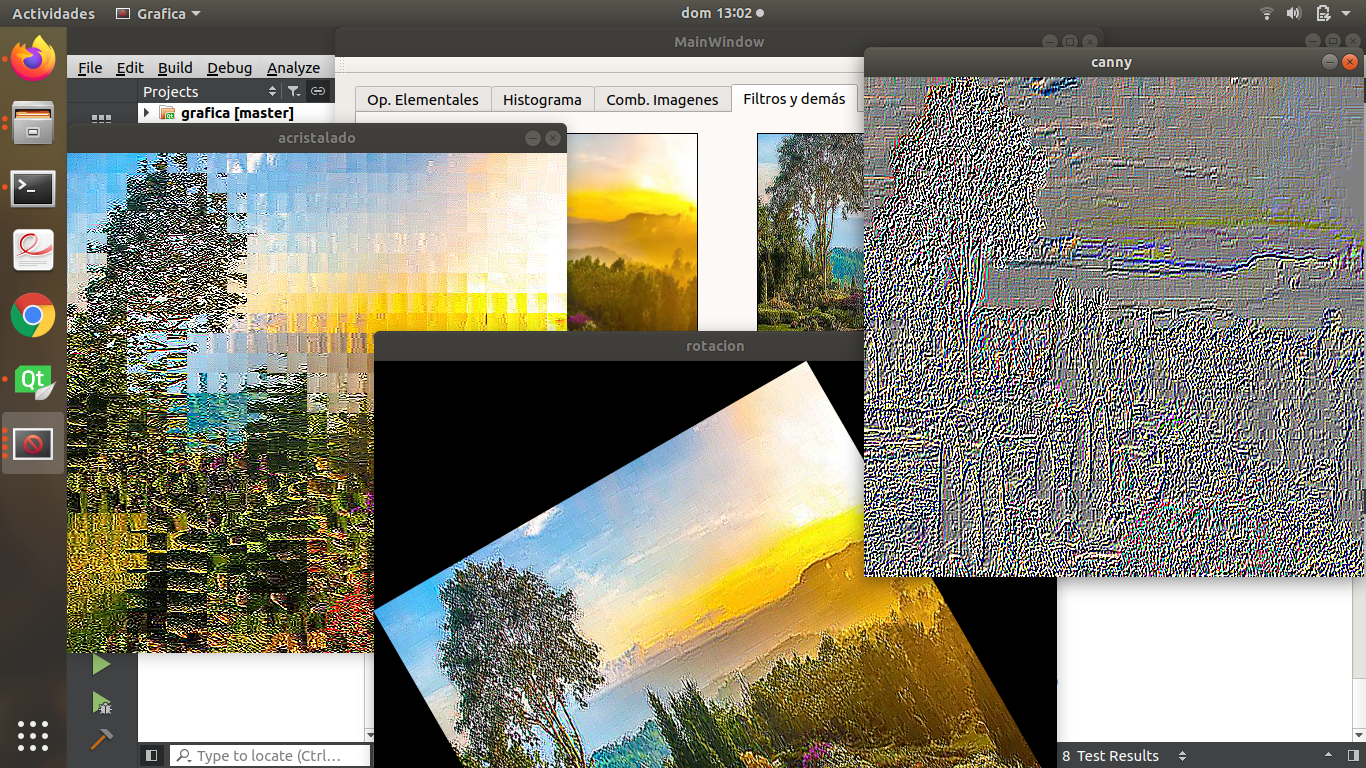 Actividades Grafica dom 13:02
MainWindow
canny
File Edit Build Debug Analyze
Projects
Op. Elementales Histograma Comb. Imagenes Filtros y demás
grafica [master]
acristalado
rotacion
Qt
Type to locate (Ctrl...
8 Test Results